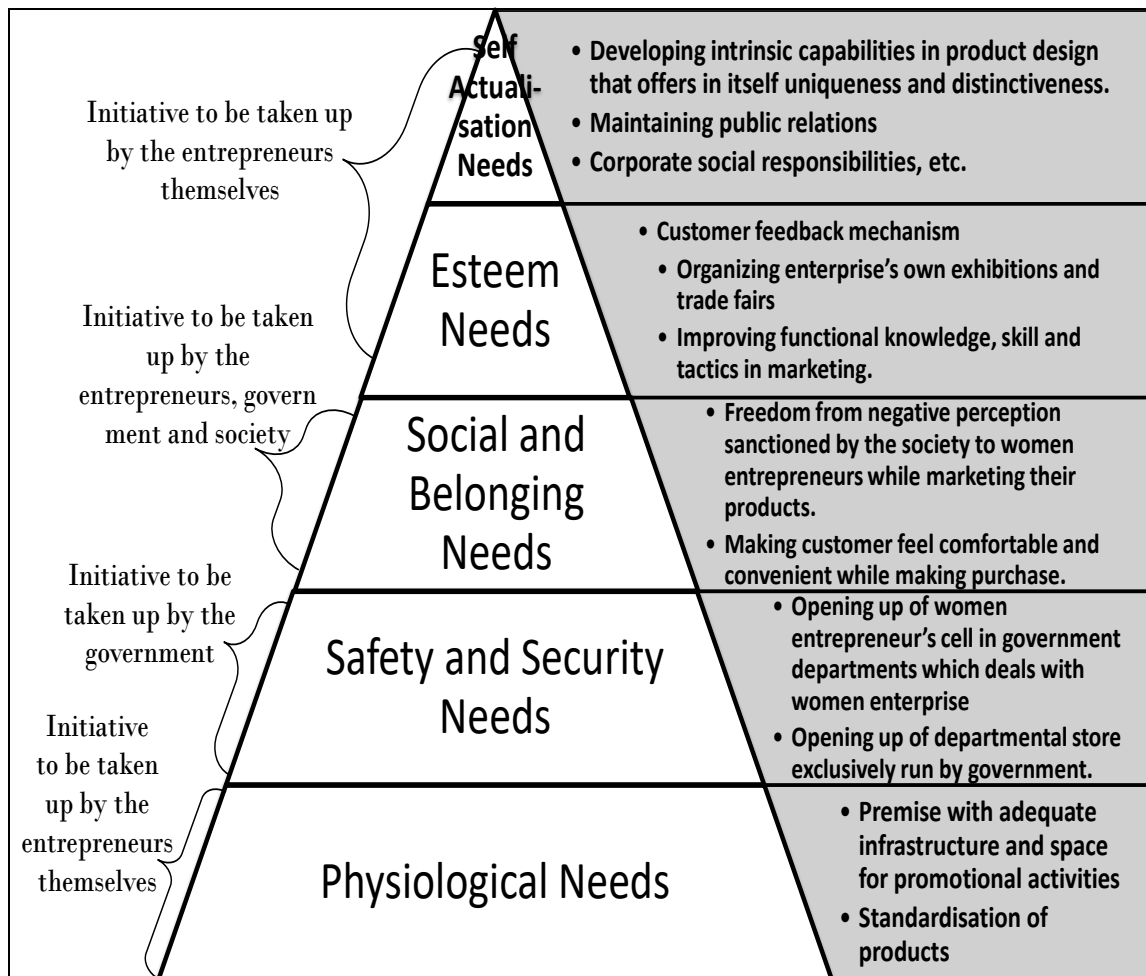 Self
Actuali-
sation
Needs
• Developing intrinsic capabilities in product design
that offers in itself uniqueness and distinctiveness.
• Maintaining public relations
• Corporate social responsibilities, etc.
Initiative to be taken up
by the entrepreneurs
themselves
Esteem
Needs
• Customer feedback mechanism
• Organizing enterprise's own exhibitions and
trade fairs
• Improving functional knowledge, skill and
tactics in marketing.
Initiative to be taken
up by the
entrepreneurs, govern
ment and society
Social and
Belonging
Needs
• Freedom from negative perception
sanctioned by the society to women
entrepreneurs while marketing their
products.
• Making customer feel comfortable and
convenient while making purchase.
Initiative to be
taken up by the
government
Safety and Security
Needs
• Opening up of women
entrepreneur's cell in government
departments which deals with
women enterprise
• Opening up of departmental store
exclusively run by government.
Initiative
to be taken
up by the
entrepreneurs
themselves
Physiological Needs
• Premise with adequate
infrastructure and space
for promotional activities
• Standardisation of
products